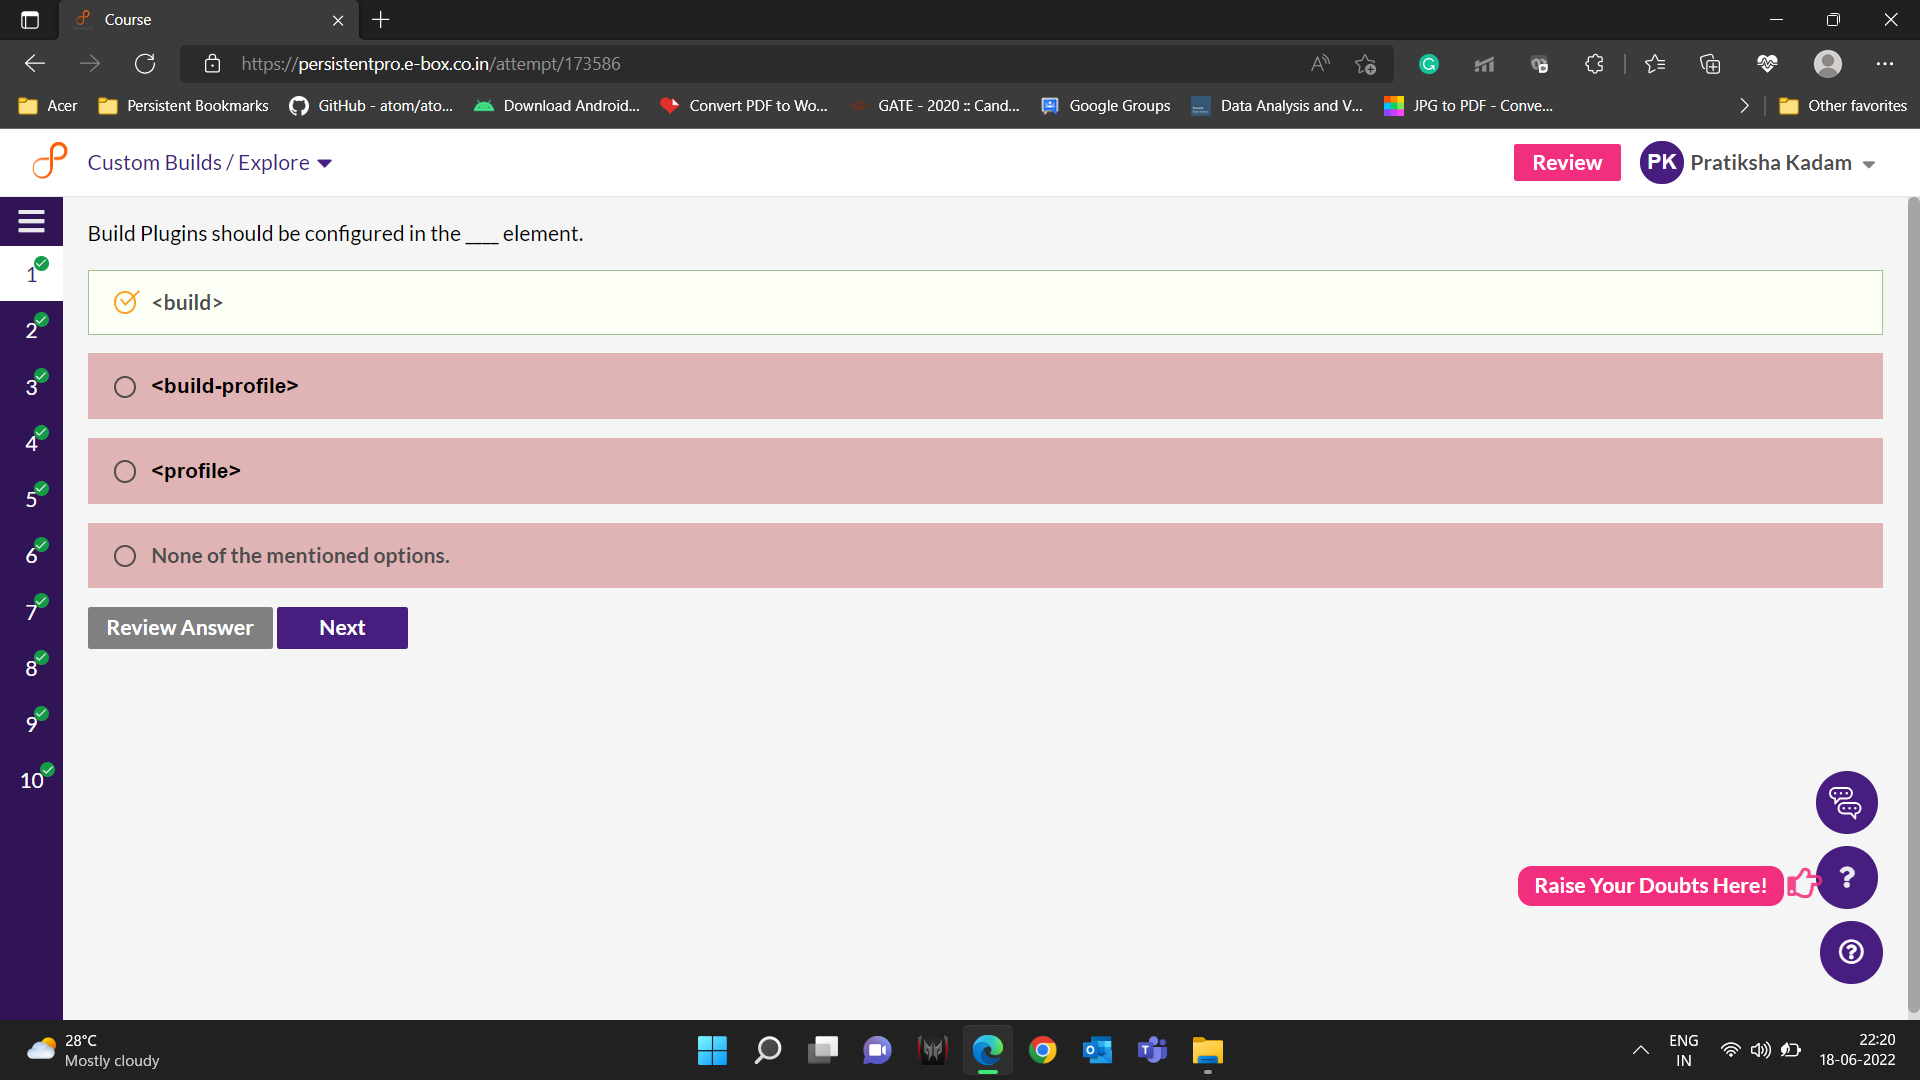 Course
https://persistentpro.e-box.co.in/attempt/173586
Acer
Persistent Bookmarks
GitHub - atom/ato...
Download Android...
Convert PDF to Wo...
GATE - 2020 :: Cand...
Google Groups
Data Analysis and V...
JPG to PDF - Conve...
Other favorites
Custom Builds / Explore
Review
PK
Pratiksha Kadam
Build Plugins should be configured in the ____ element.
1
<build>
2
3
<build-profile>
4
<profile>
5
6
None of the mentioned options.
7
Review Answer
Next
8
9
10
Raise Your Doubts Here!
?
?
28°C
Mostly cloudy
ENG
IN
22:20
18-06-2022